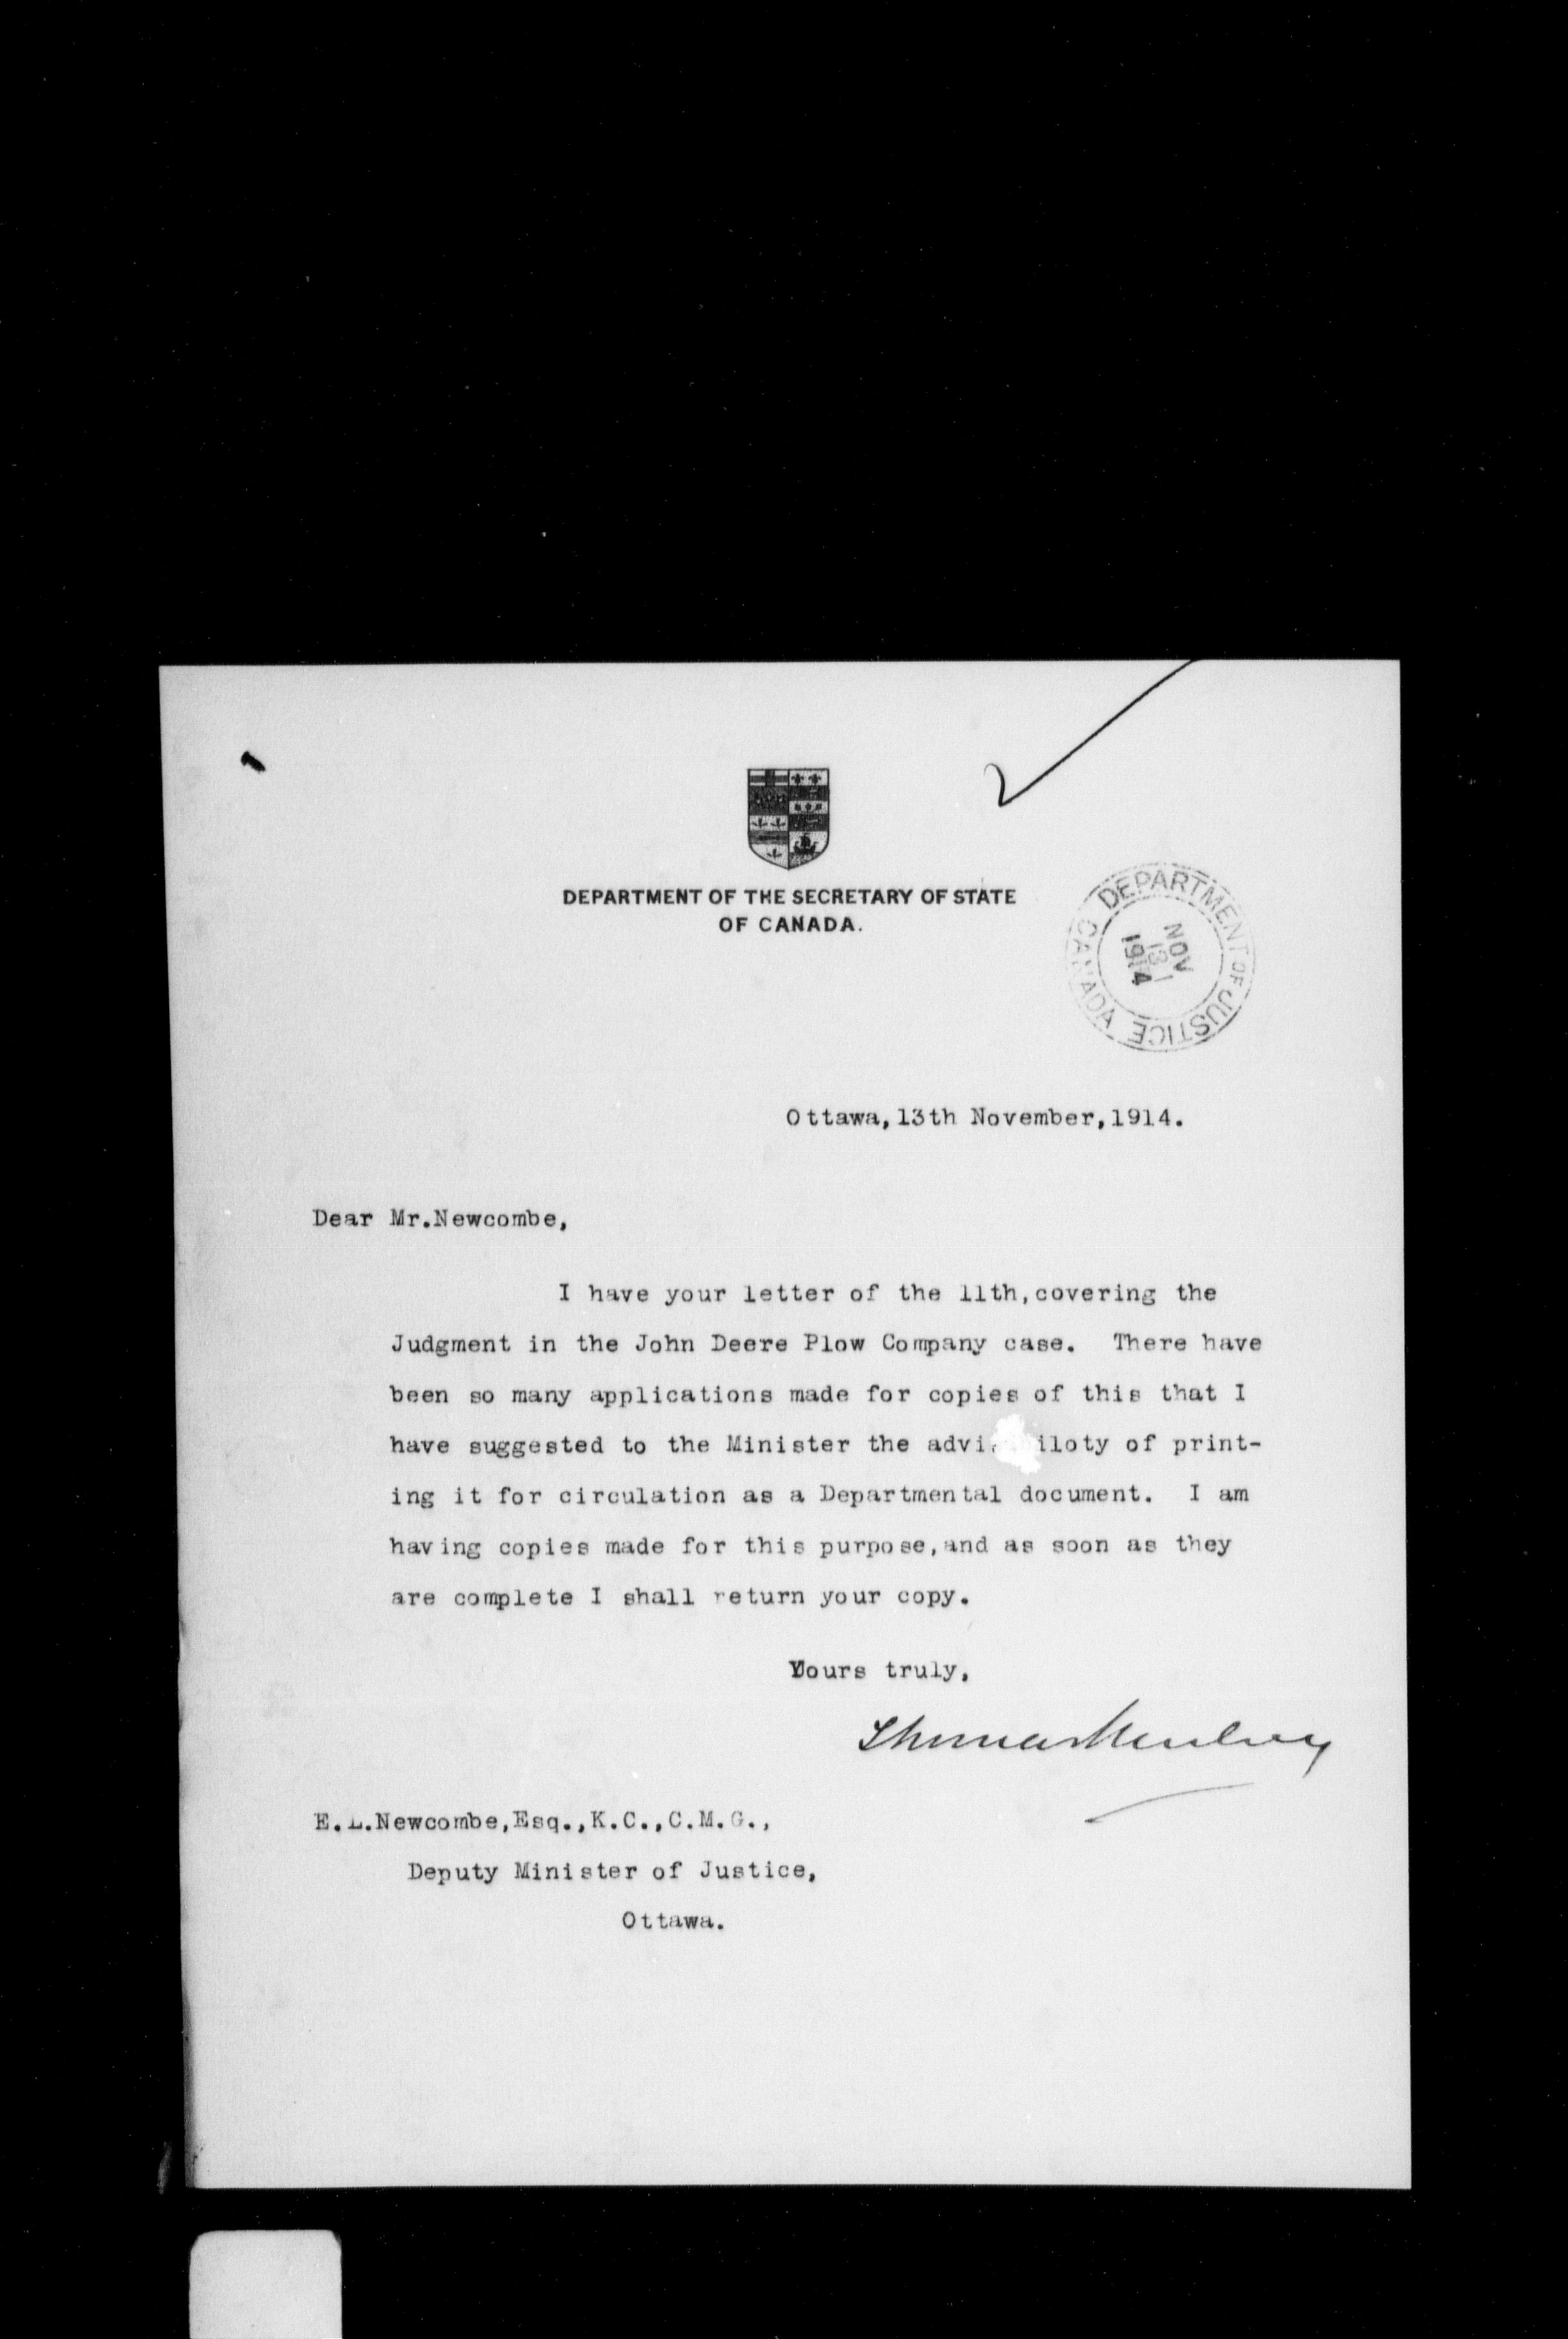 DEPARTMENT OF THE SECRETARY OF STATE
OF CANADA.
DEPARTMENT OF JUSTICE CANADA
NOV
13
1914
Ottawa, 13th November, 1914.
Dear Mr.Newcombe,
I have your letter of the 11th, covering the
Judgment in the John Deere Plow Company case. There have
been so many applications made for copies of this that I
have suggested to the Minister the iloty of print-
ing it for circulation as a Departmental document. I am
having copies made for this purpose, and as soon as they
are complete I shall return your copy.
Yours truly,
Thomas Mulvey
E.L.Newcombe, Esq., K.C., C.M.G.,
Deputy Minister of Justice,
Ottawa.